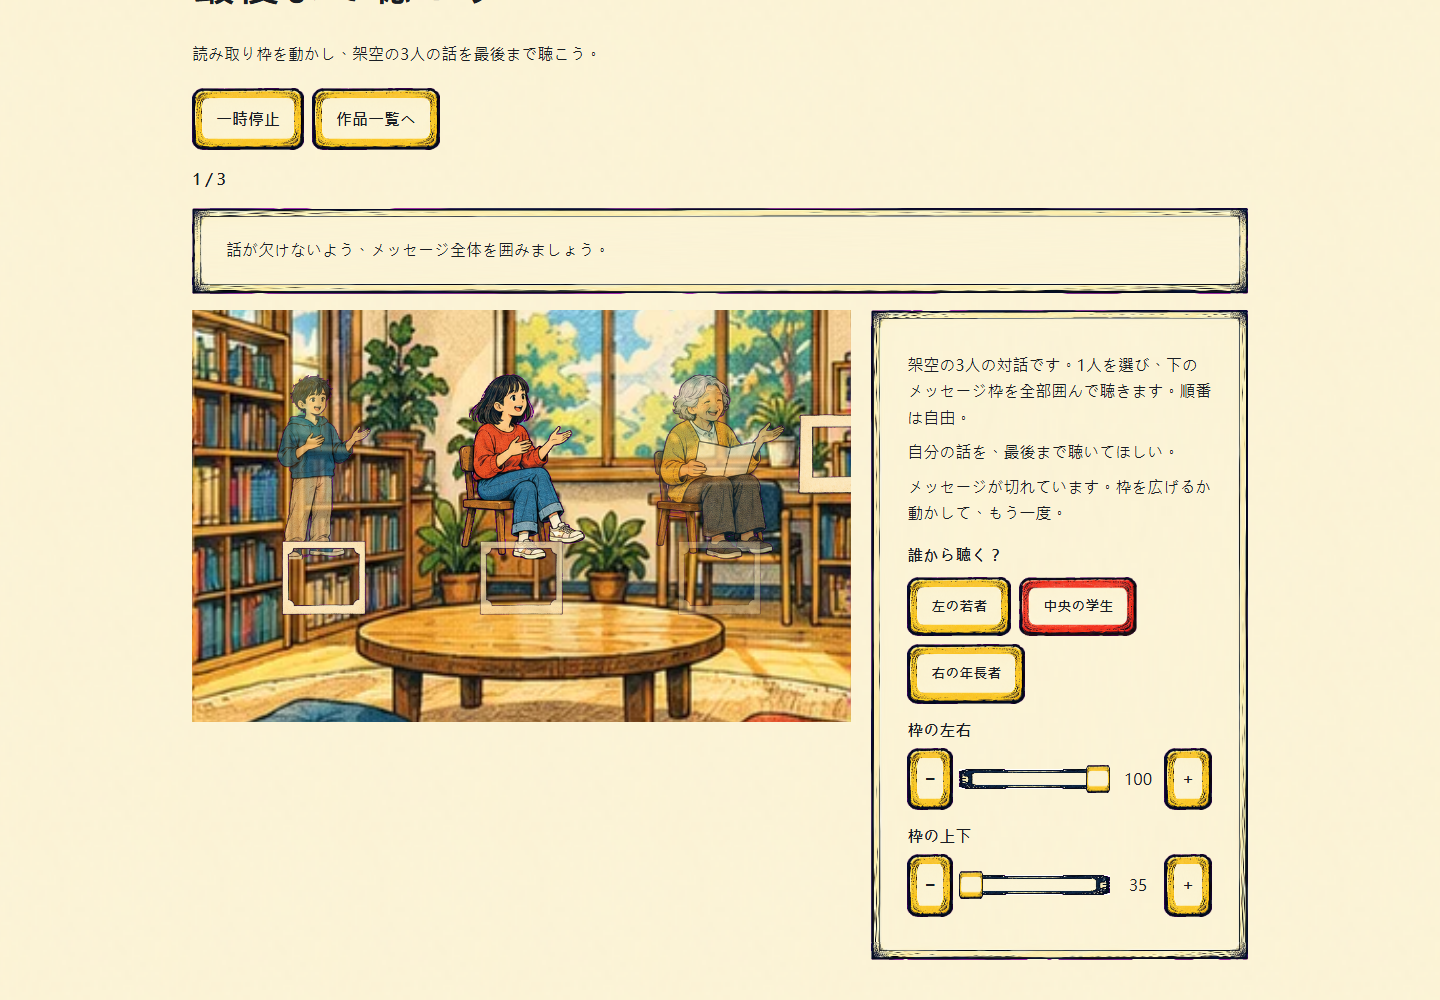 読み取り枠を動かし、架空の3人の話を最後まで聴こう。
一時停止
作品一覧へ
1 / 3
話が欠けないよう、メッセージ全体を囲みましょう。
架空の3人の対話です。1人を選び、下の
メッセージ枠を全部囲んで聴きます。順番
は自由。
自分の話を、最後まで聴いてほしい。
メッセージが切れています。枠を広げるか
動かして、もう一度。
誰から聴く？
左の若者
中央の学生
右の年長者
枠の左右
−
100
+
枠の上下
−
35
+